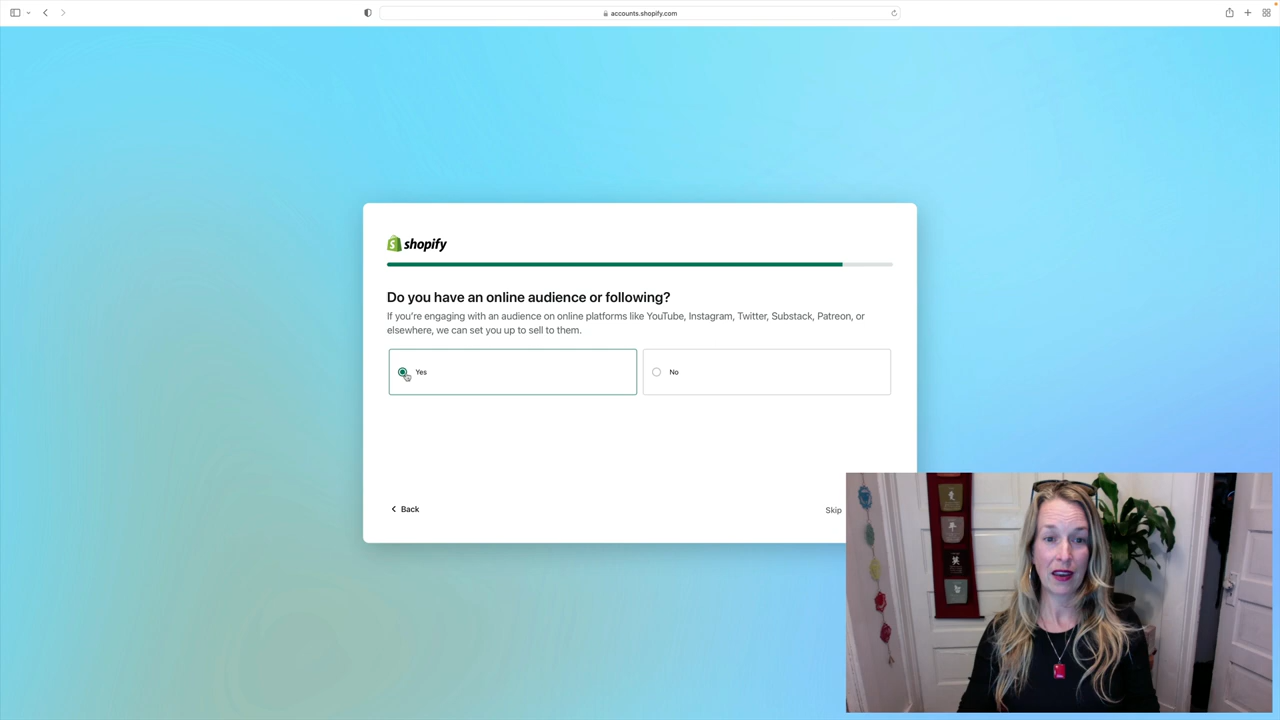 accounts.shopify.com
shopify
Do you have an online audience or following?
If you're engaging with an audience on online platforms like YouTube, Instagram, Twitter, Substack, Patreon, or
elsewhere, we can set you up to sell to them.
Yes
No
Back
Skip